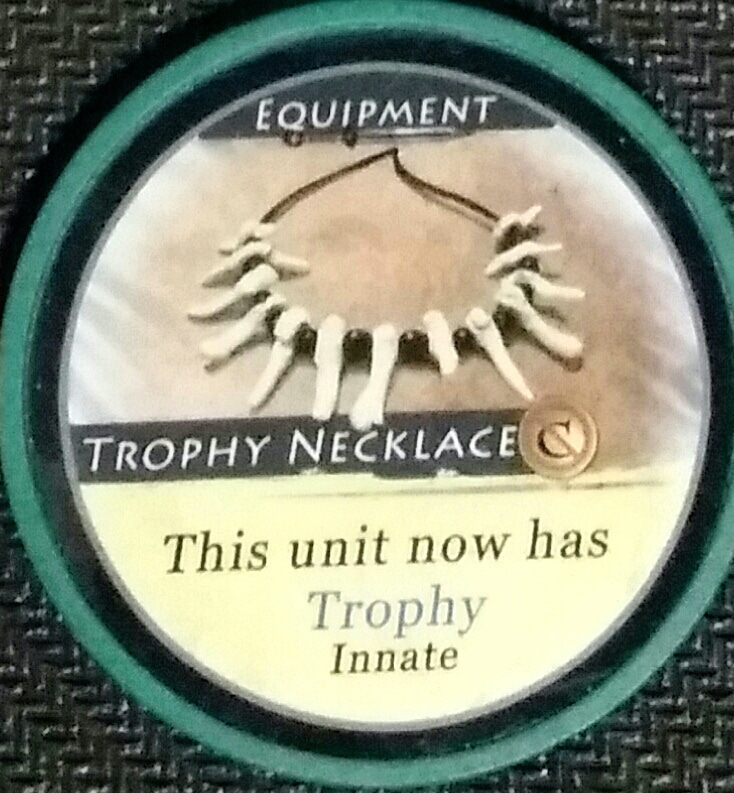 EQUIPMENT
TROPHY NECKLACE C
This unit now has
Trophy
Innate